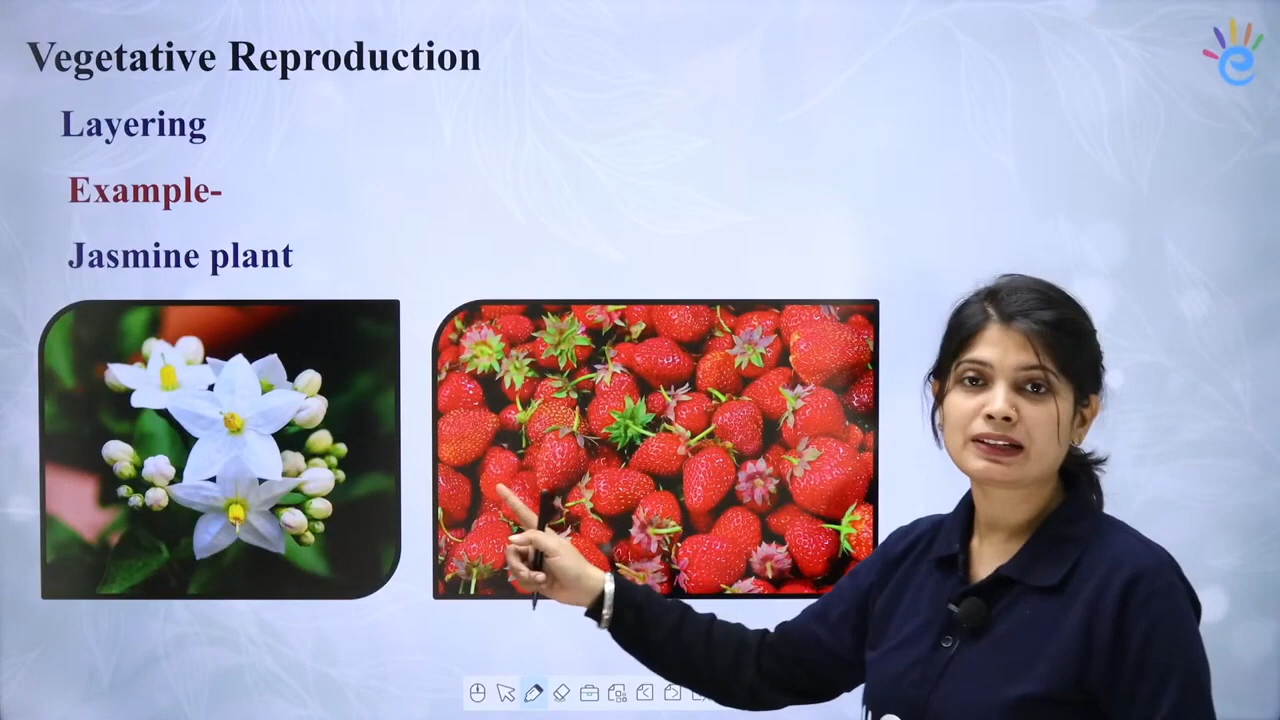 Vegetative Reproduction
Layering
Example-
Jasmine plant